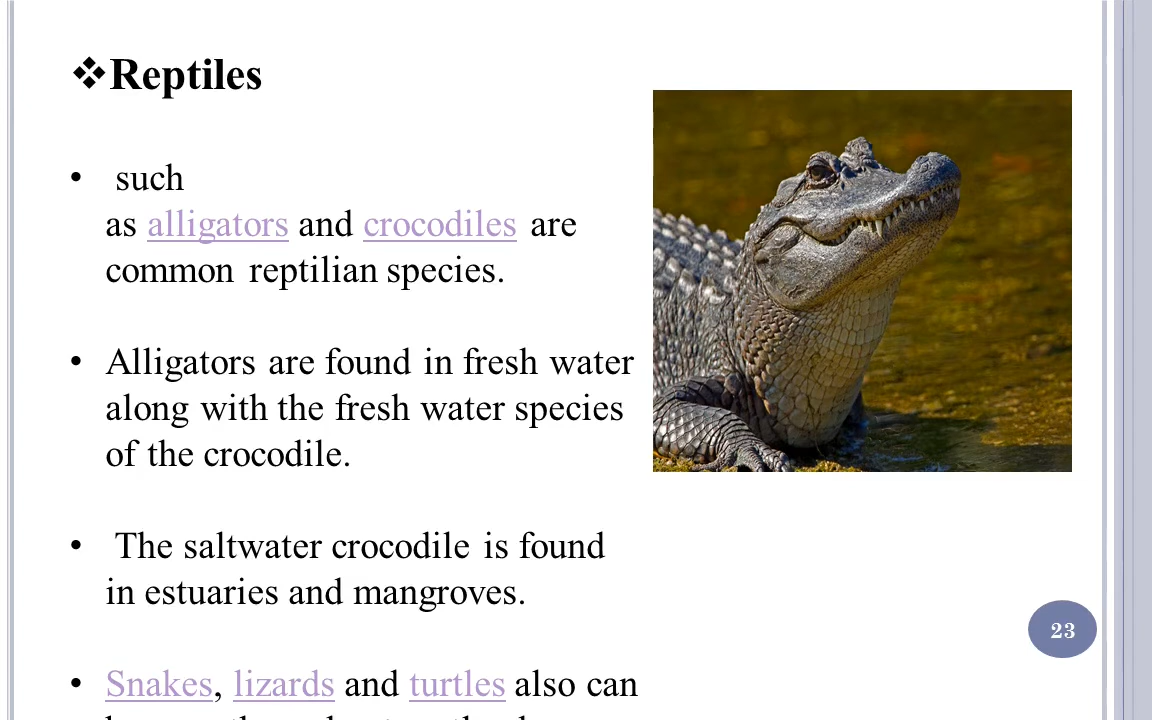 ❖Reptiles
• such
as alligators and crocodiles are
common reptilian species.
• Alligators are found in fresh water
along with the fresh water species
of the crocodile.
• The saltwater crocodile is found
in estuaries and mangroves.
23
• Snakes, lizards and turtles also can